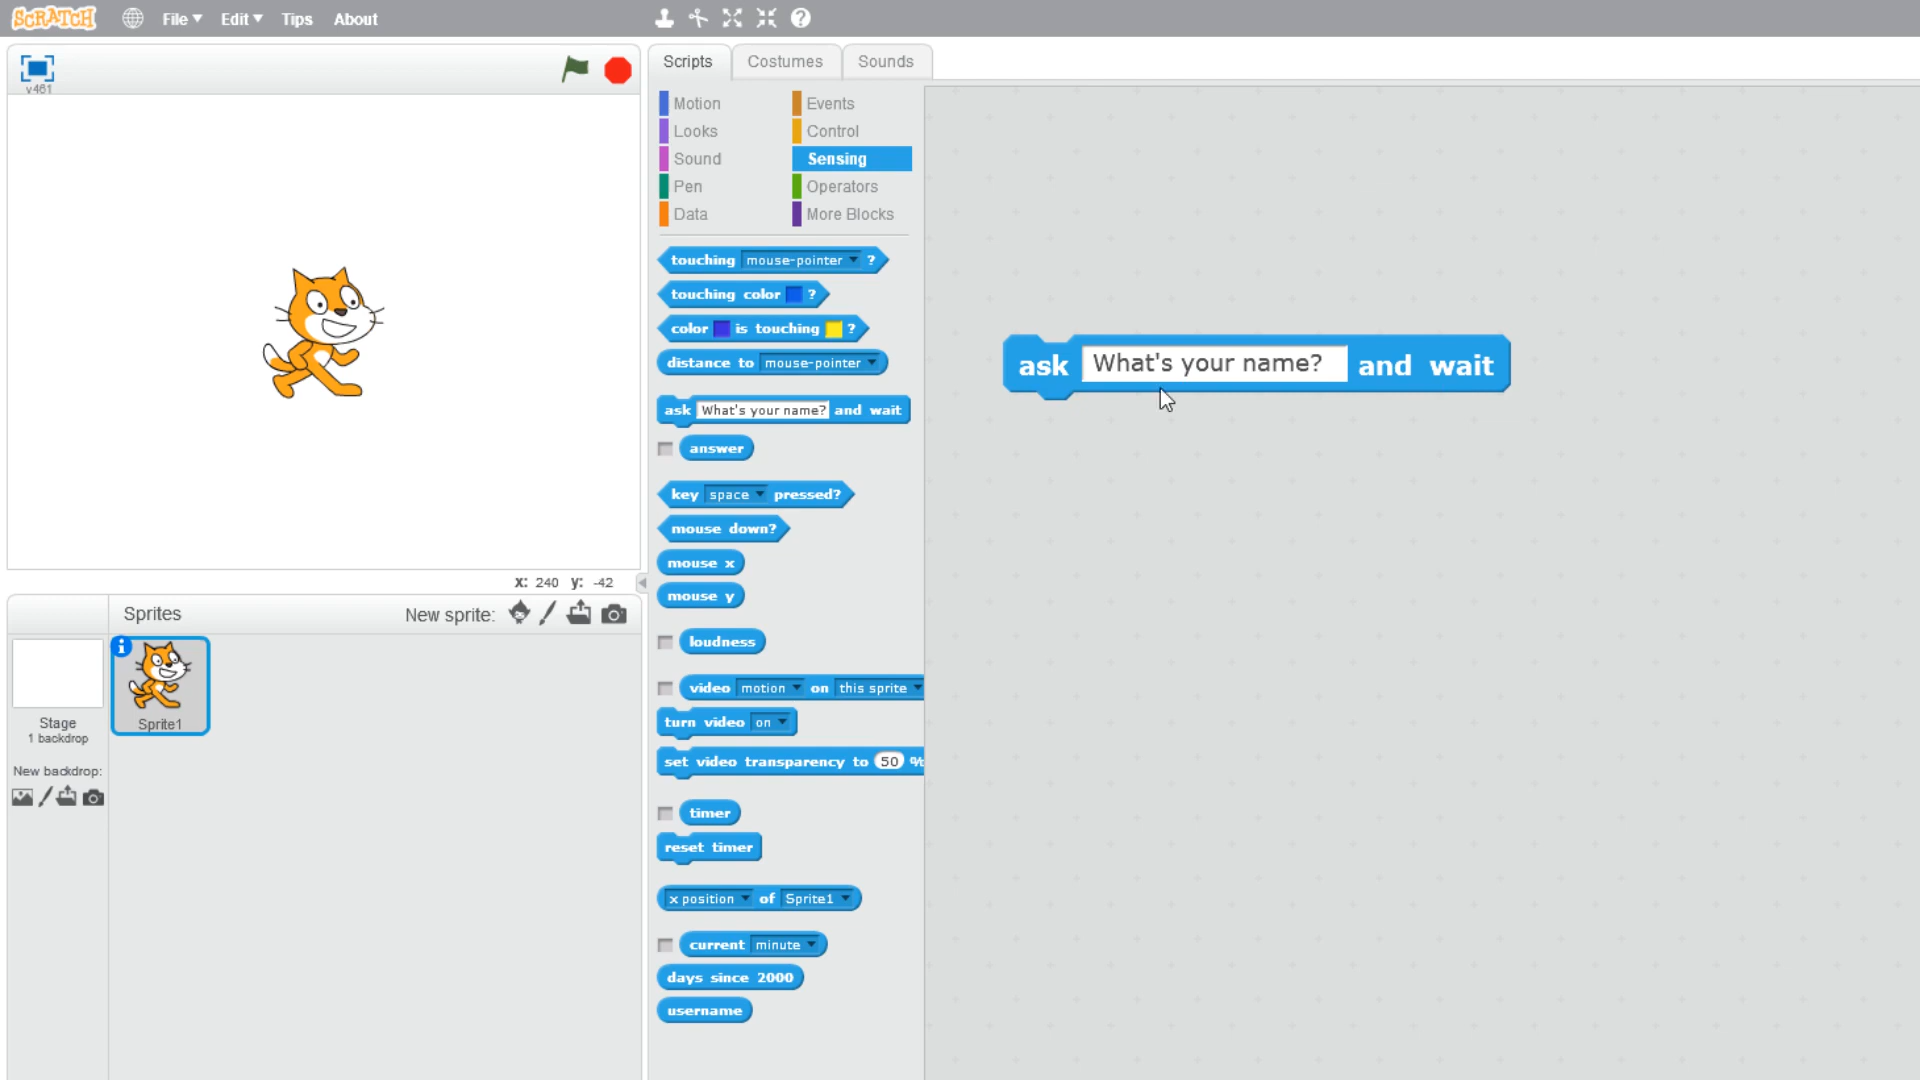 SCRATCH File Edit Tips About
v461
Scripts Costumes Sounds
Motion Events
Looks Control
Sound Sensing
Pen Operators
Data More Blocks
touching mouse-pointer ?
touching color ?
color is touching ?
distance to mouse-pointer
ask What's your name? and wait
answer
key space pressed?
mouse down?
mouse x
mouse y
loudness
video motion on this sprite
turn video on
set video transparency to 50 %
timer
reset timer
x position of Sprite1
current minute
days since 2000
username
ask What's your name? and wait
x: 240 y: -42
Sprites New sprite:
Sprite1
Stage
1 backdrop
New backdrop: